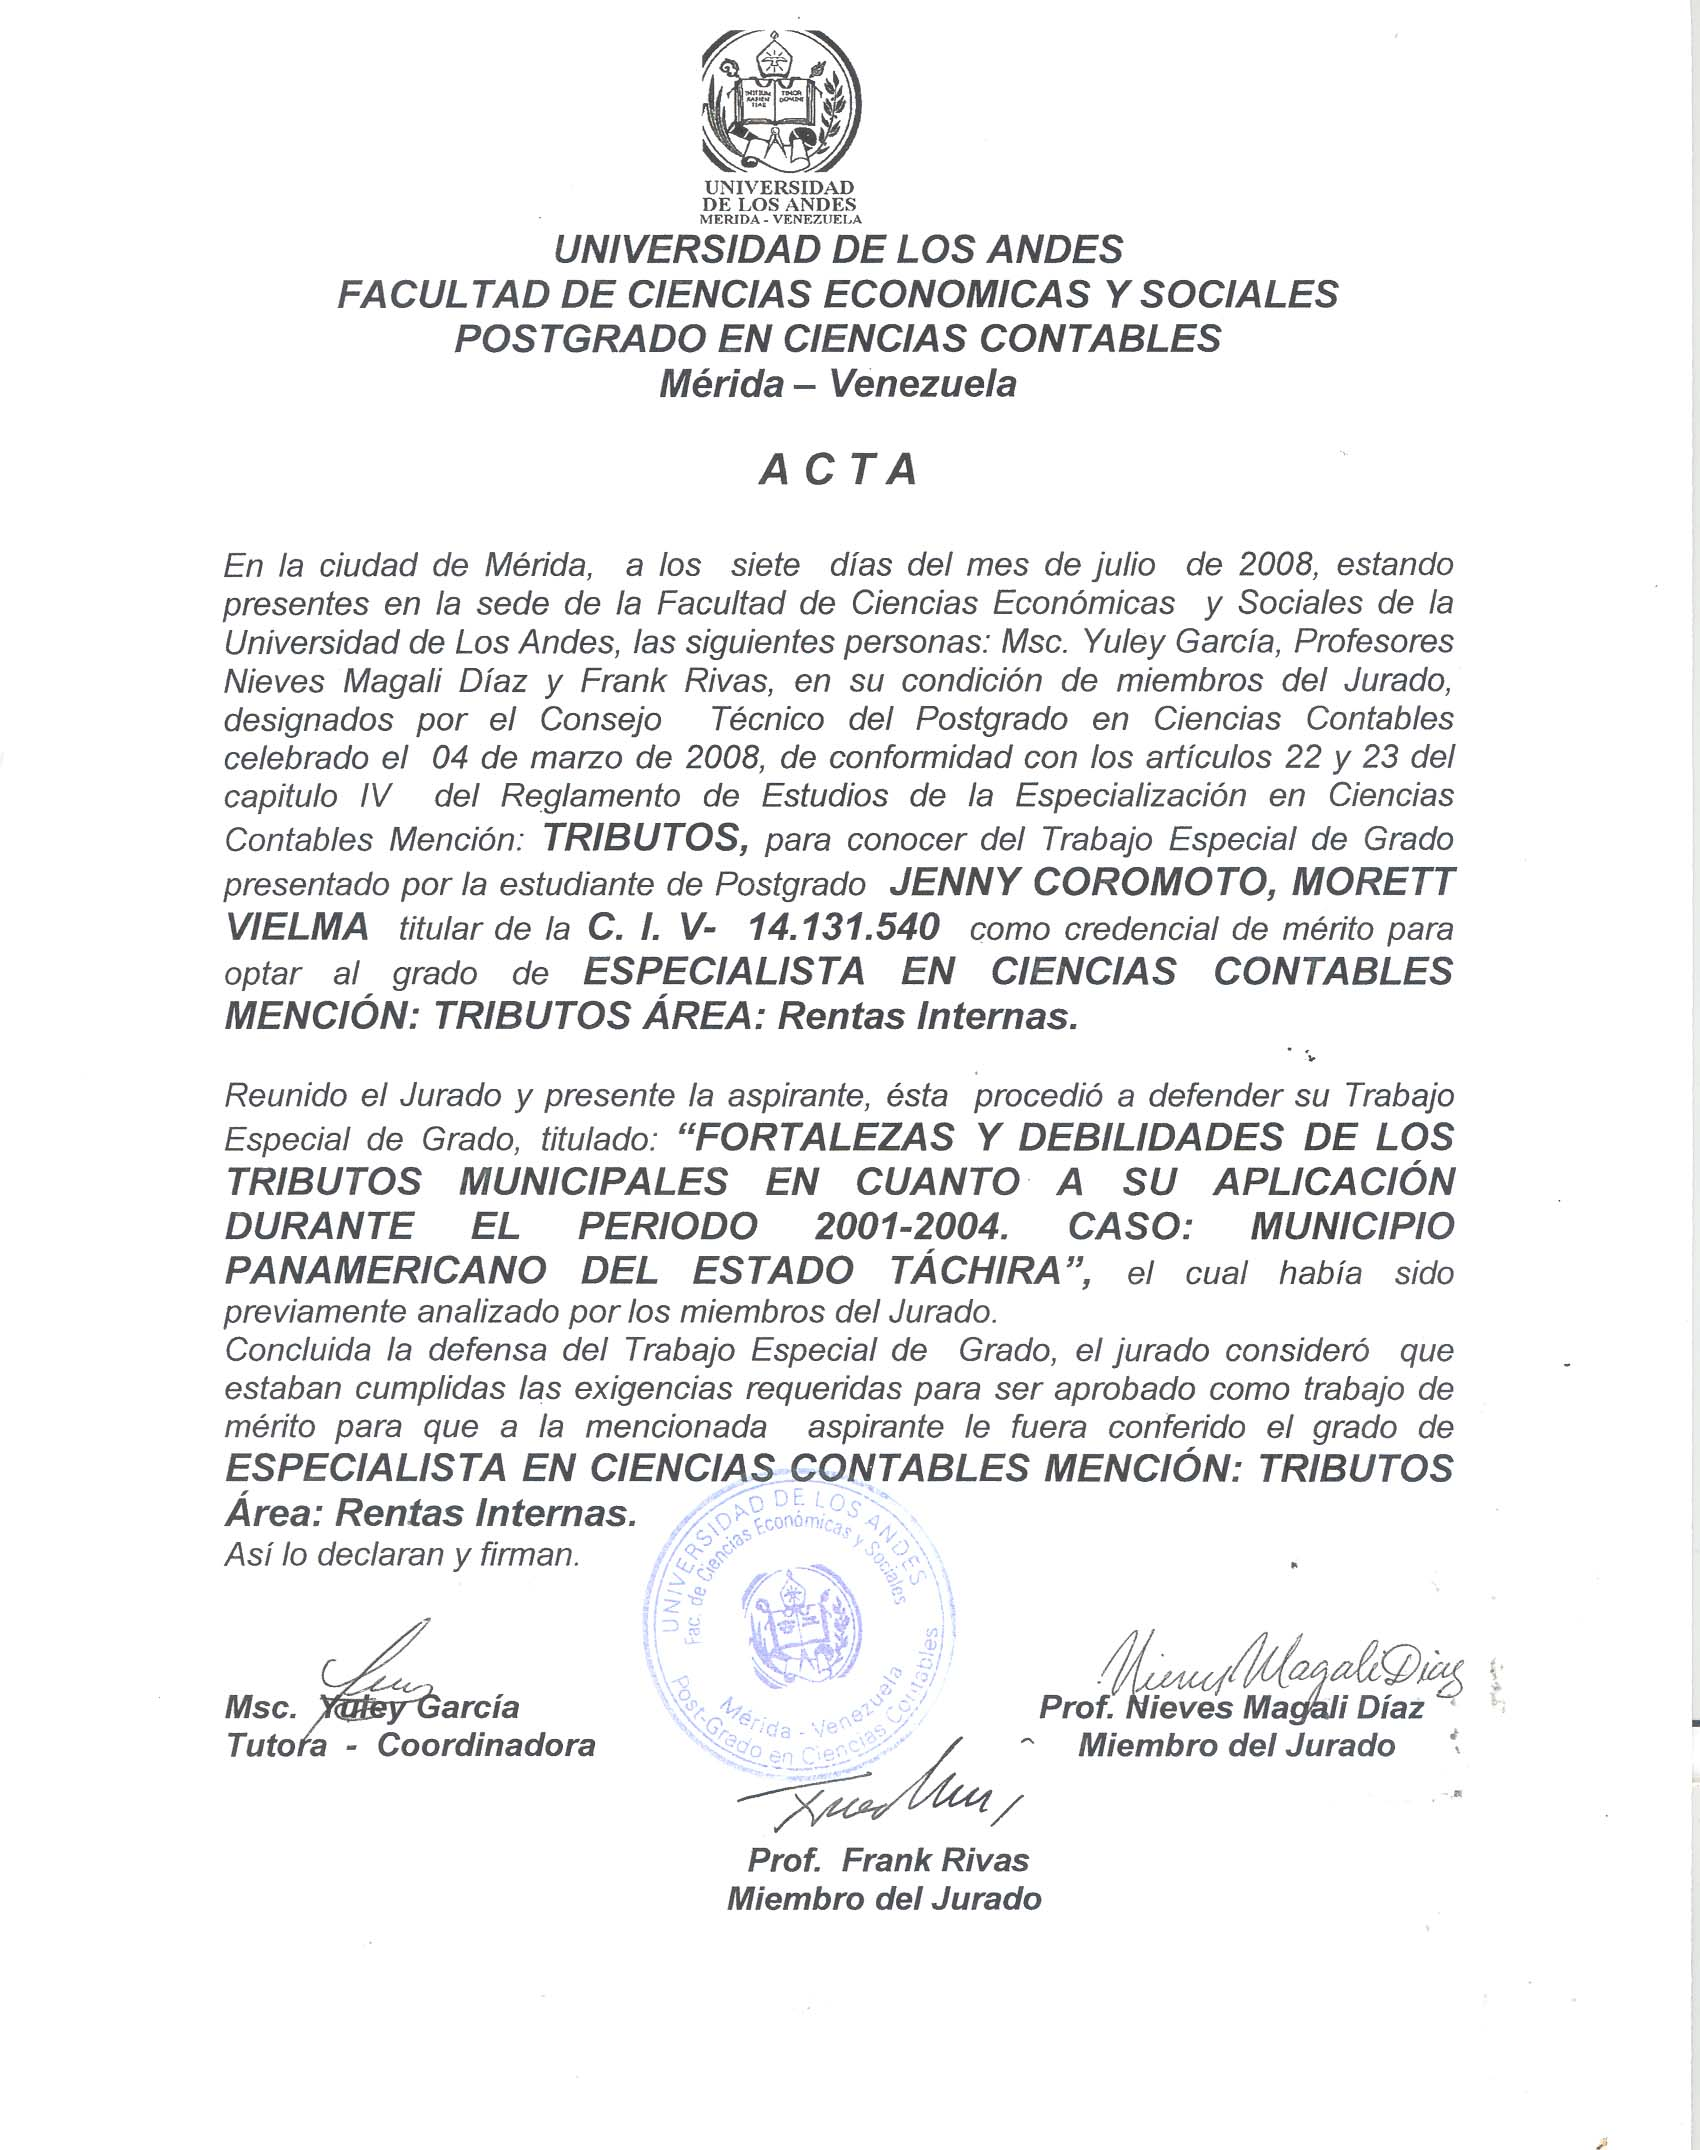 INITIUM SAPIENTIAE TIMOR DOMINI
UNIVERSIDAD
DE LOS ANDES
MERIDA - VENEZUELA
UNIVERSIDAD DE LOS ANDES
FACULTAD DE CIENCIAS ECONOMICAS Y SOCIALES
POSTGRADO EN CIENCIAS CONTABLES
Mérida – Venezuela
A C T A
En la ciudad de Mérida, a los siete días del mes de julio de 2008, estando
presentes en la sede de la Facultad de Ciencias Económicas y Sociales de la
Universidad de Los Andes, las siguientes personas: Msc. Yuley García, Profesores
Nieves Magali Díaz y Frank Rivas, en su condición de miembros del Jurado,
designados por el Consejo Técnico del Postgrado en Ciencias Contables
celebrado el 04 de marzo de 2008, de conformidad con los artículos 22 y 23 del
capitulo IV del Reglamento de Estudios de la Especialización en Ciencias
Contables Mención: TRIBUTOS, para conocer del Trabajo Especial de Grado
presentado por la estudiante de Postgrado JENNY COROMOTO, MORETT
VIELMA titular de la C. I. V- 14.131.540 como credencial de mérito para
optar al grado de ESPECIALISTA EN CIENCIAS CONTABLES
MENCIÓN: TRIBUTOS ÁREA: Rentas Internas.
Reunido el Jurado y presente la aspirante, ésta procedió a defender su Trabajo
Especial de Grado, titulado: “FORTALEZAS Y DEBILIDADES DE LOS
TRIBUTOS MUNICIPALES EN CUANTO A SU APLICACIÓN
DURANTE EL PERIODO 2001-2004. CASO: MUNICIPIO
PANAMERICANO DEL ESTADO TÁCHIRA”, el cual había sido
previamente analizado por los miembros del Jurado.
Concluida la defensa del Trabajo Especial de Grado, el jurado consideró que
estaban cumplidas las exigencias requeridas para ser aprobado como trabajo de
mérito para que a la mencionada aspirante le fuera conferido el grado de
ESPECIALISTA EN CIENCIAS CONTABLES MENCIÓN: TRIBUTOS
Área: Rentas Internas.
Así lo declaran y firman.
UNIVERSIDAD DE LOS ANDES
Fac. de Ciencias Económicas y Sociales
Mérida - Venezuela
Post-Grado en Ciencias Contables
Nieves Magali Díaz
Msc. Yuley García
Prof. Nieves Magali Díaz
Tutora - Coordinadora
Miembro del Jurado
Prof. Frank Rivas
Miembro del Jurado